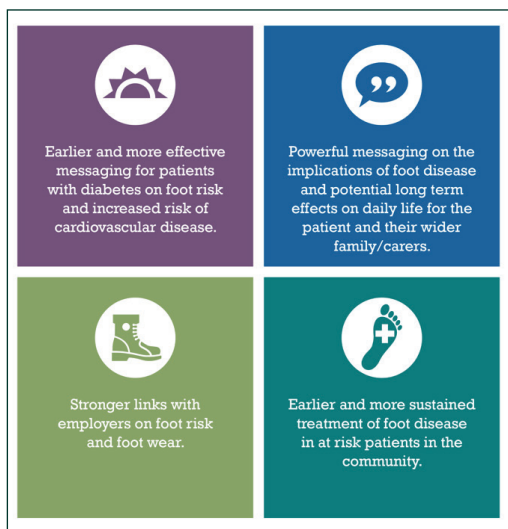 Earlier and more effective
messaging for patients
with diabetes on foot risk
and increased risk of
cardiovascular disease.
Powerful messaging on the
implications of foot disease
and potential long term
effects on daily life for the
patient and their wider
family/carers.
Stronger links with
employers on foot risk
and foot wear.
Earlier and more sustained
treatment of foot disease
in at risk patients in the
community.